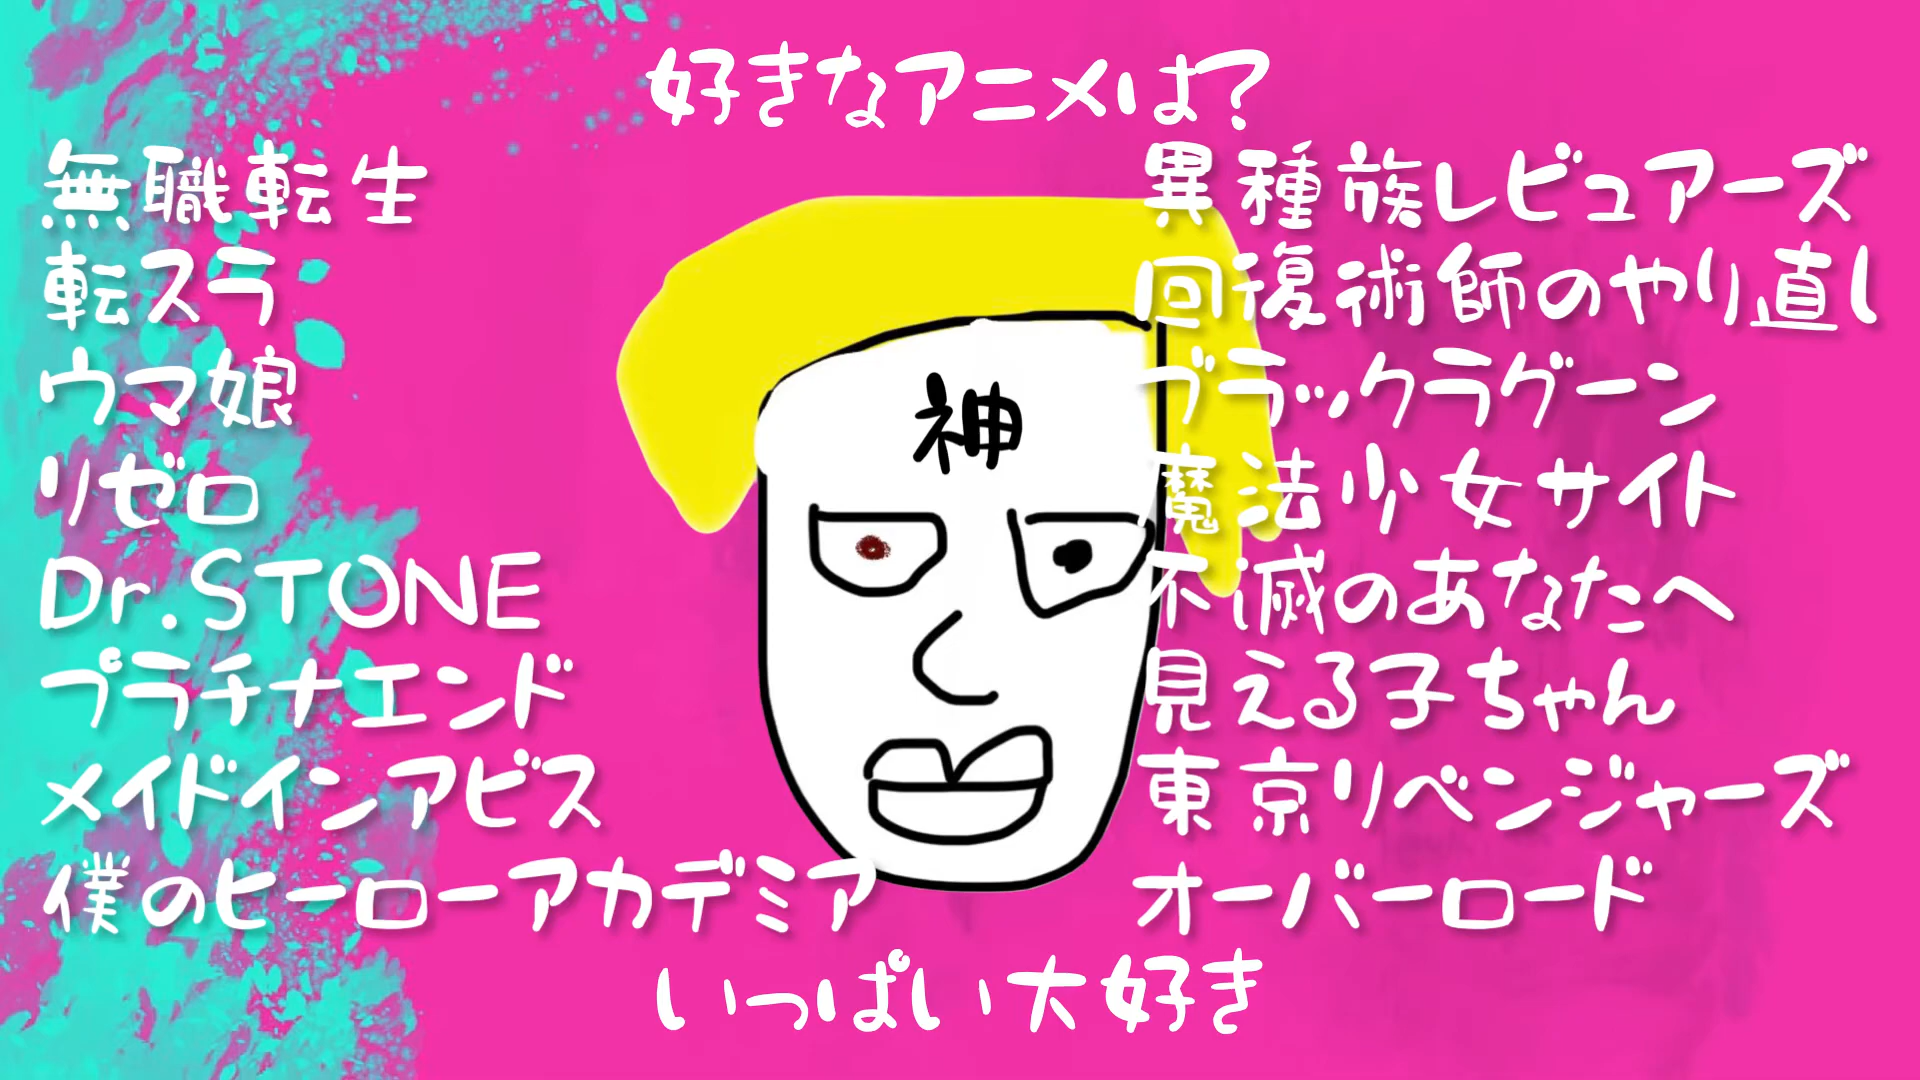 好きなアニメは?
無職転生
転スラ
ウマ娘
リゼロ
Dr.STONE
プラチナエンド
メイドインアビス
僕のヒーローアカデミア
神
異種族レビュアーズ
回復術師のやり直し
ブラックラグーン
魔法少女サイト
不滅のあなたへ
見える子ちゃん
東京リベンジャーズ
オーバーロード
いっぱい大好き